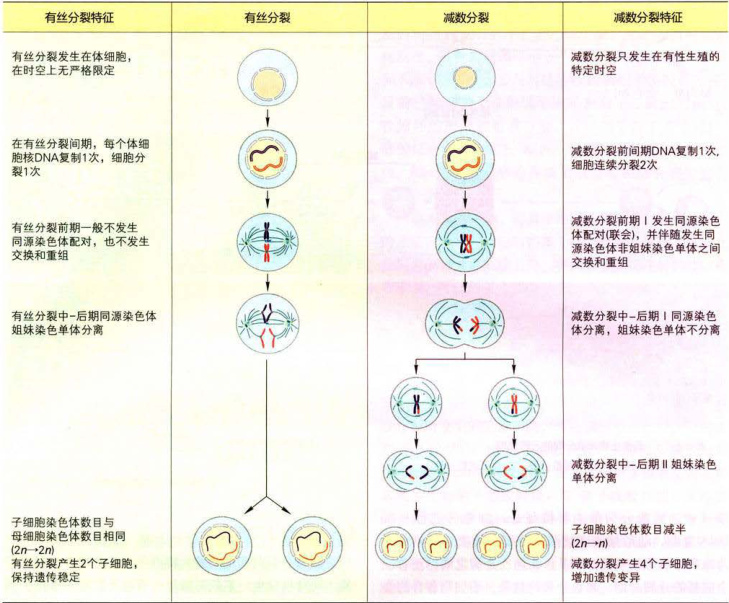 有丝分裂特征
有丝分裂
减数分裂
减数分裂特征
有丝分裂发生在体细胞，
在时空上无严格限定
减数分裂只发生在有性生殖的
特定时空
在有丝分裂间期，每个体细
胞核DNA复制1次，细胞分
裂1次
减数分裂前间期DNA复制1次，
细胞连续分裂2次
有丝分裂前期一般不发生
同源染色体配对，也不发生
交换和重组
减数分裂前期Ⅰ发生同源染色
体配对(联会)，并伴随发生同
源染色体非姐妹染色单体之间
交换和重组
有丝分裂中-后期同源染色体
姐妹染色单体分离
减数分裂中-后期Ⅰ同源染色
体分离，姐妹染色单体不分离
减数分裂中-后期Ⅱ姐妹染色
单体分离
子细胞染色体数目与
母细胞染色体数目相同
(2n→2n)
有丝分裂产生2个子细胞，
保持遗传稳定
子细胞染色体数目减半
(2n→n)
减数分裂产生4个子细胞，
增加遗传变异